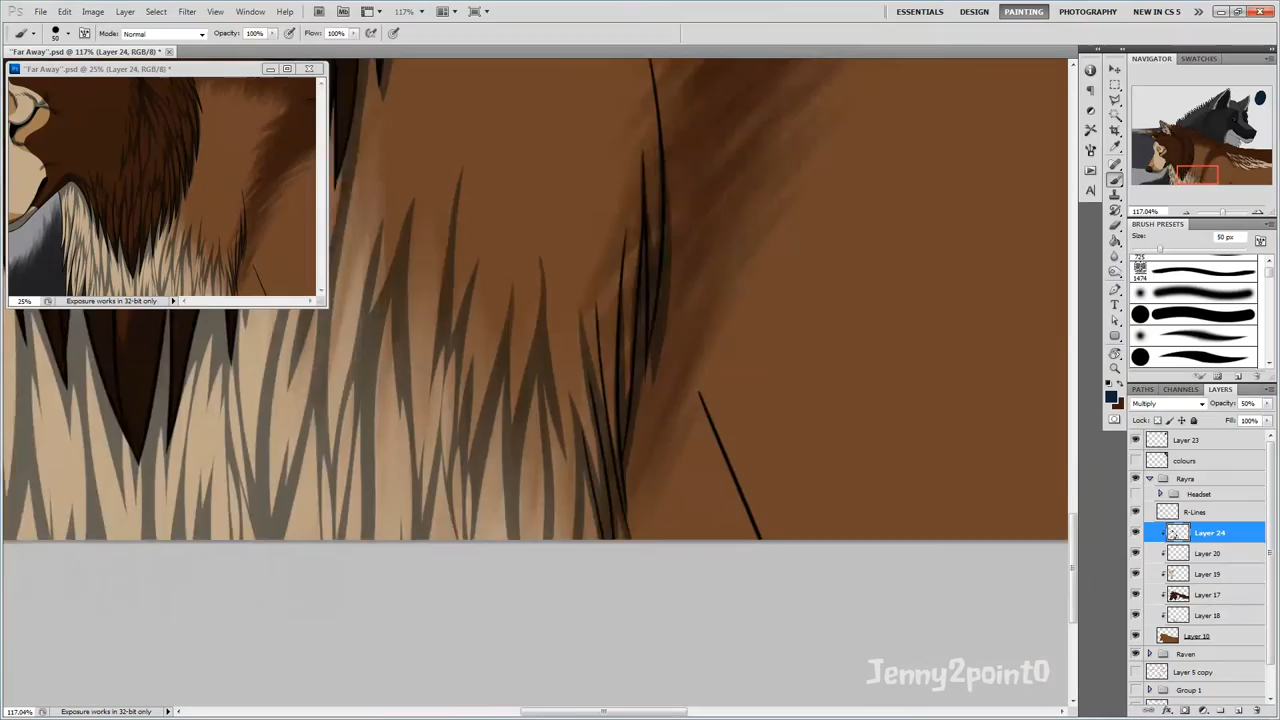 File Edit Image Layer Select Filter Analysis View Window Help
117%
ESSENTIALS DESIGN PAINTING PHOTOGRAPHY NEW IN CS 5
50
Mode: Normal Opacity: 100% Flow: 100%
"Far Away".psd @ 117% (Layer 24, RGB/8) *
"Far Away".psd @ 25% (Layer 24, RGB/8) *
25% Exposure works in 32-bit only
NAVIGATOR SWATCHES
117.04%
BRUSH PRESETS
Size: 50 px
725
1474
PATHS CHANNELS LAYERS
Multiply Opacity: 50%
Lock: Fill: 100%
Layer 23
colours
Rayra
Headset
R-Lines
Layer 24
Layer 20
Layer 19
Layer 17
Layer 18
Layer 10
Raven
Layer 5 copy
Group 1
Jenny2point0
117.04% Exposure works in 32-bit only